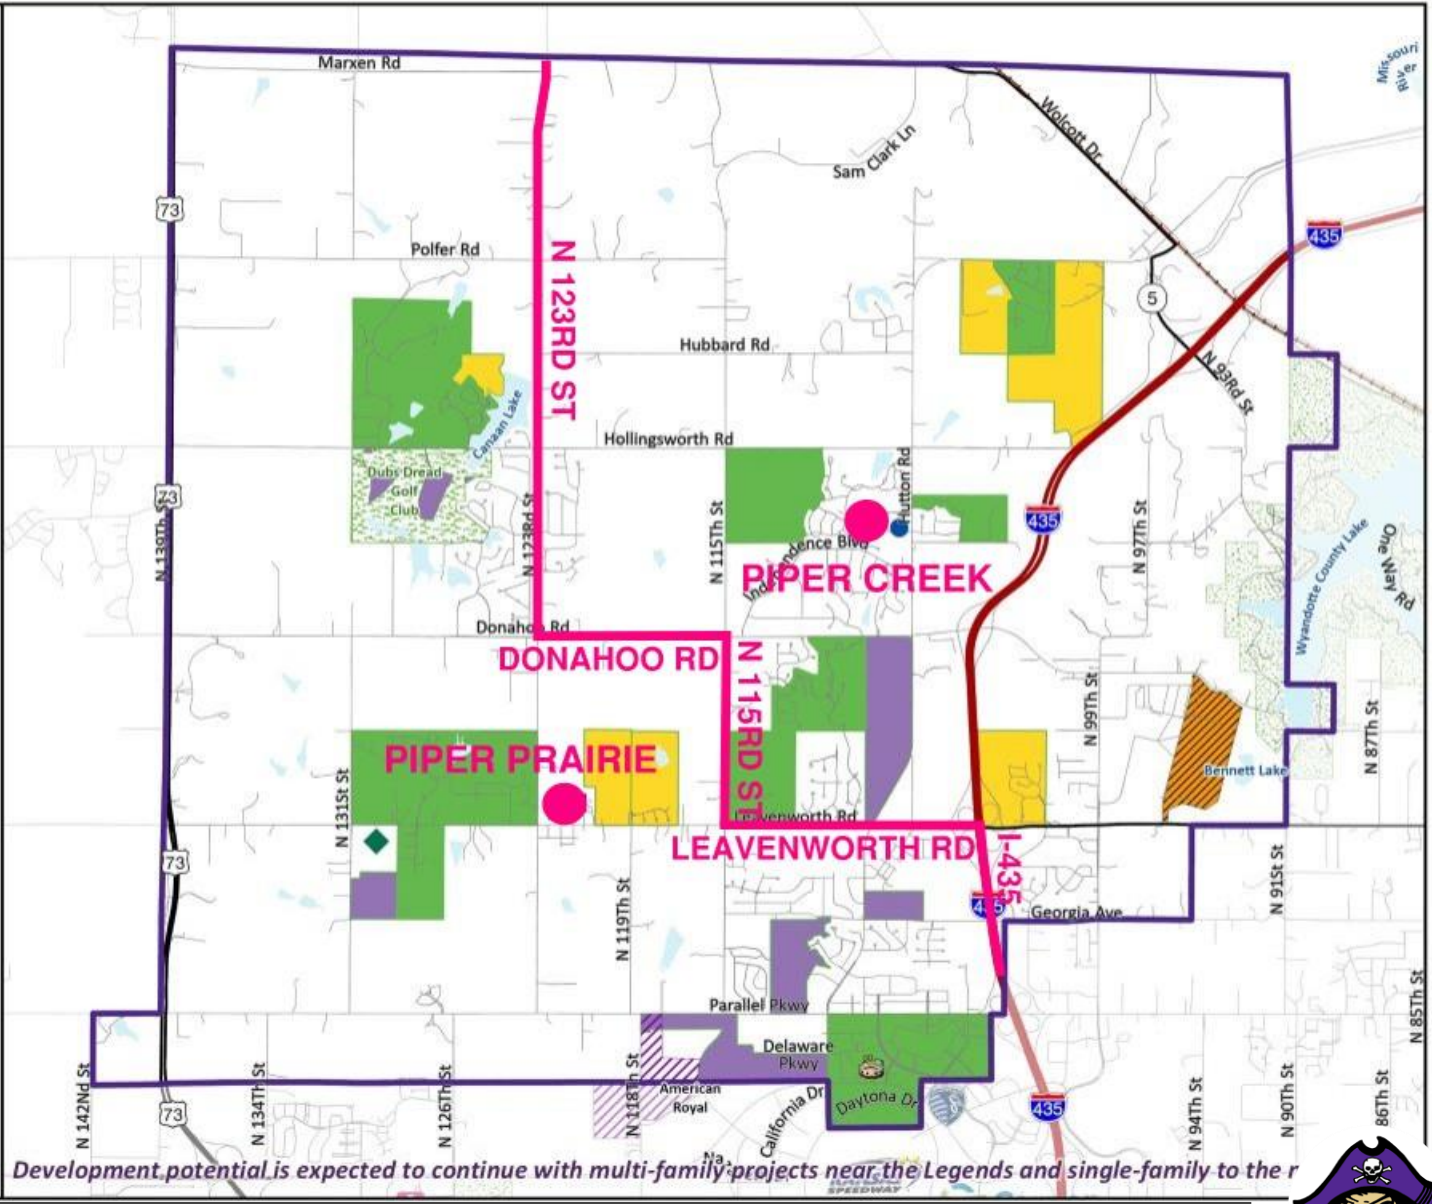 Marxen Rd
Missouri
River
Wolcott Dr
Sam Clark Ln
73
435
Polfer Rd
N 123RD ST
5
Hubbard Rd
N 93Rd St
Canaan Lake
Hollingsworth Rd
Dubs Dread
Golf
Club
Hutton Rd
73
N 139Th St
N 123Rd St
N 115Th St
435
N 97Th St
Independence Blvd
Wyandotte County Lake
One Way Rd
PIPER CREEK
Donahoo Rd
DONAHOO RD
N 115RD ST
N 99Th St
N 87Th St
PIPER PRAIRIE
Bennett Lake
N 131St St
Leavenworth Rd
LEAVENWORTH RD
I-435
73
N 119Th St
435
Georgia Ave
N 91St St
Parallel Pkwy
N 85Th St
Delaware
Pkwy
N 142Nd St
N 134Th St
N 126Th St
N 118Th St
American
Royal
California Dr
Daytona Dr
73
435
N 94Th St
N 90Th St
86Th St
Na
Development potential is expected to continue with multi-family projects near the Legends and single-family to the n
SPEEDWAY